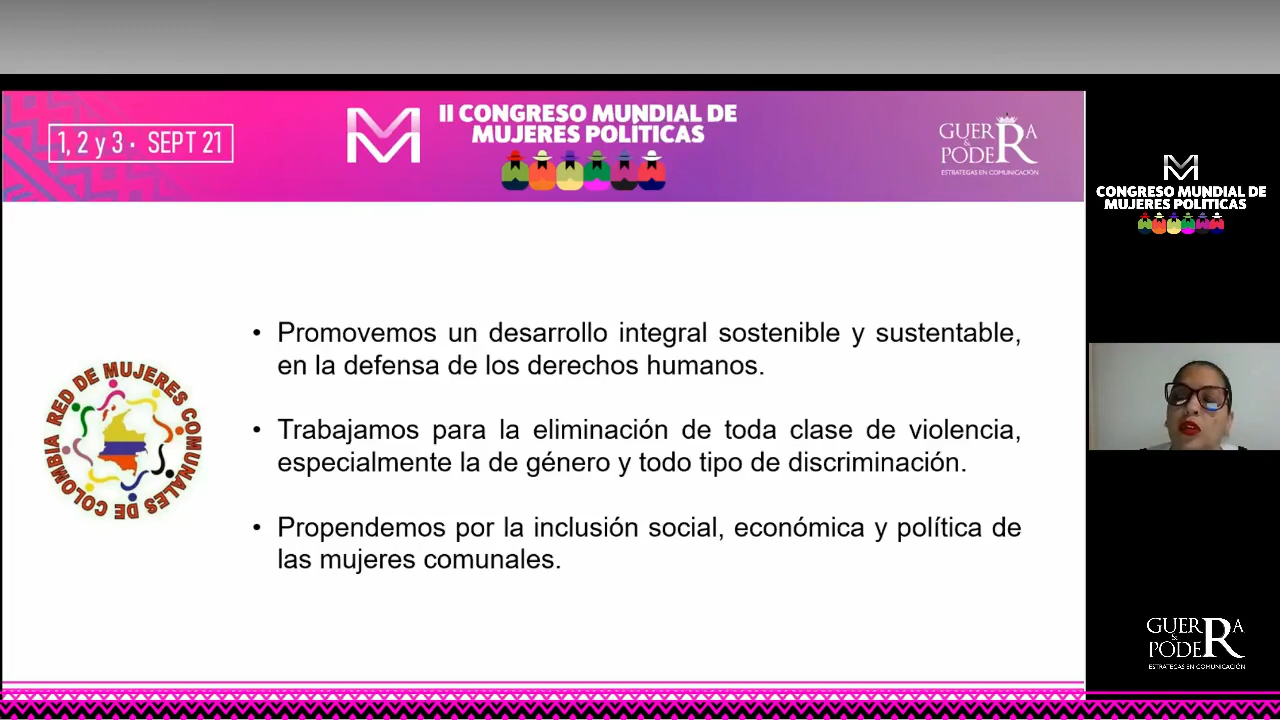 1, 2 y 3 · SEPT 21
II CONGRESO MUNDIAL DE
MUJERES POLÍTICAS
GUERRA
& PODER
ESTRATEGAS EN COMUNICACIÓN
CONGRESO MUNDIAL DE
MUJERES POLÍTICAS
RED DE MUJERES COMUNALES DE COLOMBIA
• Promovemos un desarrollo integral sostenible y sustentable,
en la defensa de los derechos humanos.
• Trabajamos para la eliminación de toda clase de violencia,
especialmente la de género y todo tipo de discriminación.
• Propendemos por la inclusión social, económica y política de
las mujeres comunales.
GUERRA
& PODER
ESTRATEGAS EN COMUNICACIÓN